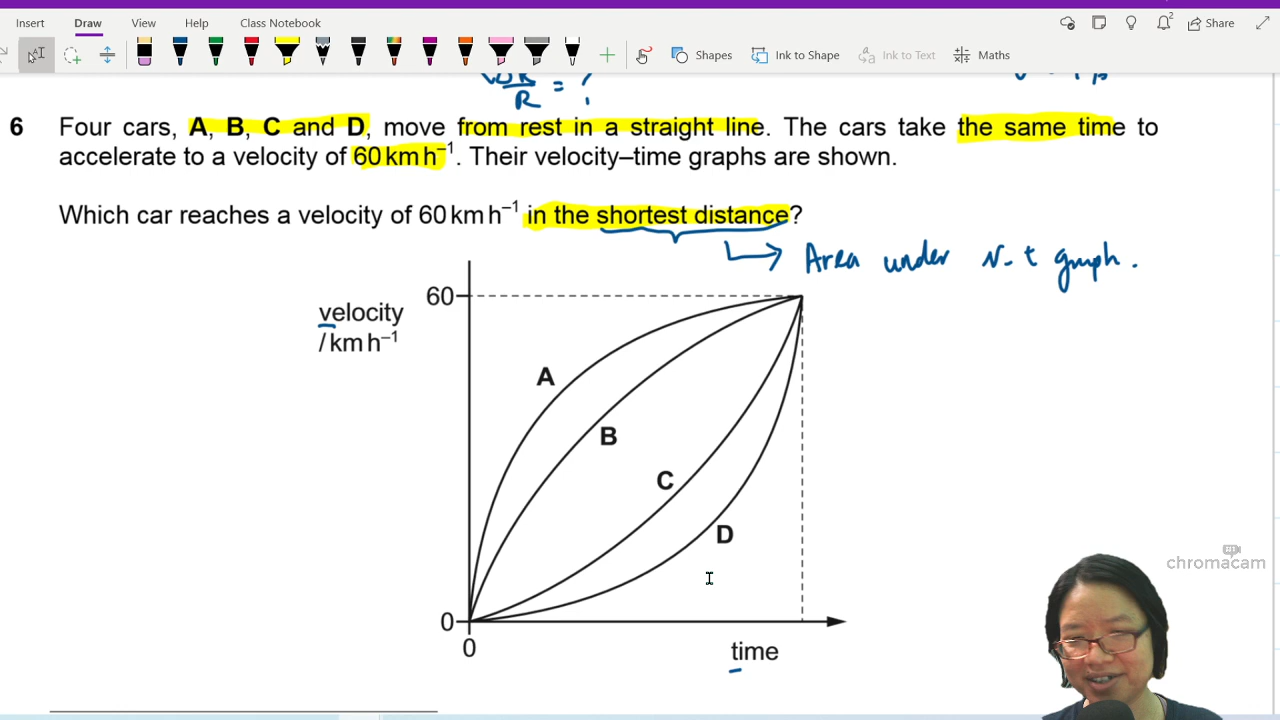 Insert Draw View Help Class Notebook Share
Shapes Ink to Shape Ink to Text Maths
R = ?
6 Four cars, A, B, C and D, move from rest in a straight line. The cars take the same time to
accelerate to a velocity of 60 km h⁻¹. Their velocity–time graphs are shown.
Which car reaches a velocity of 60 km h⁻¹ in the shortest distance?
Area under v-t graph.
60
velocity
/ km h⁻¹
A
B
C
D
0
0
time
chromacam